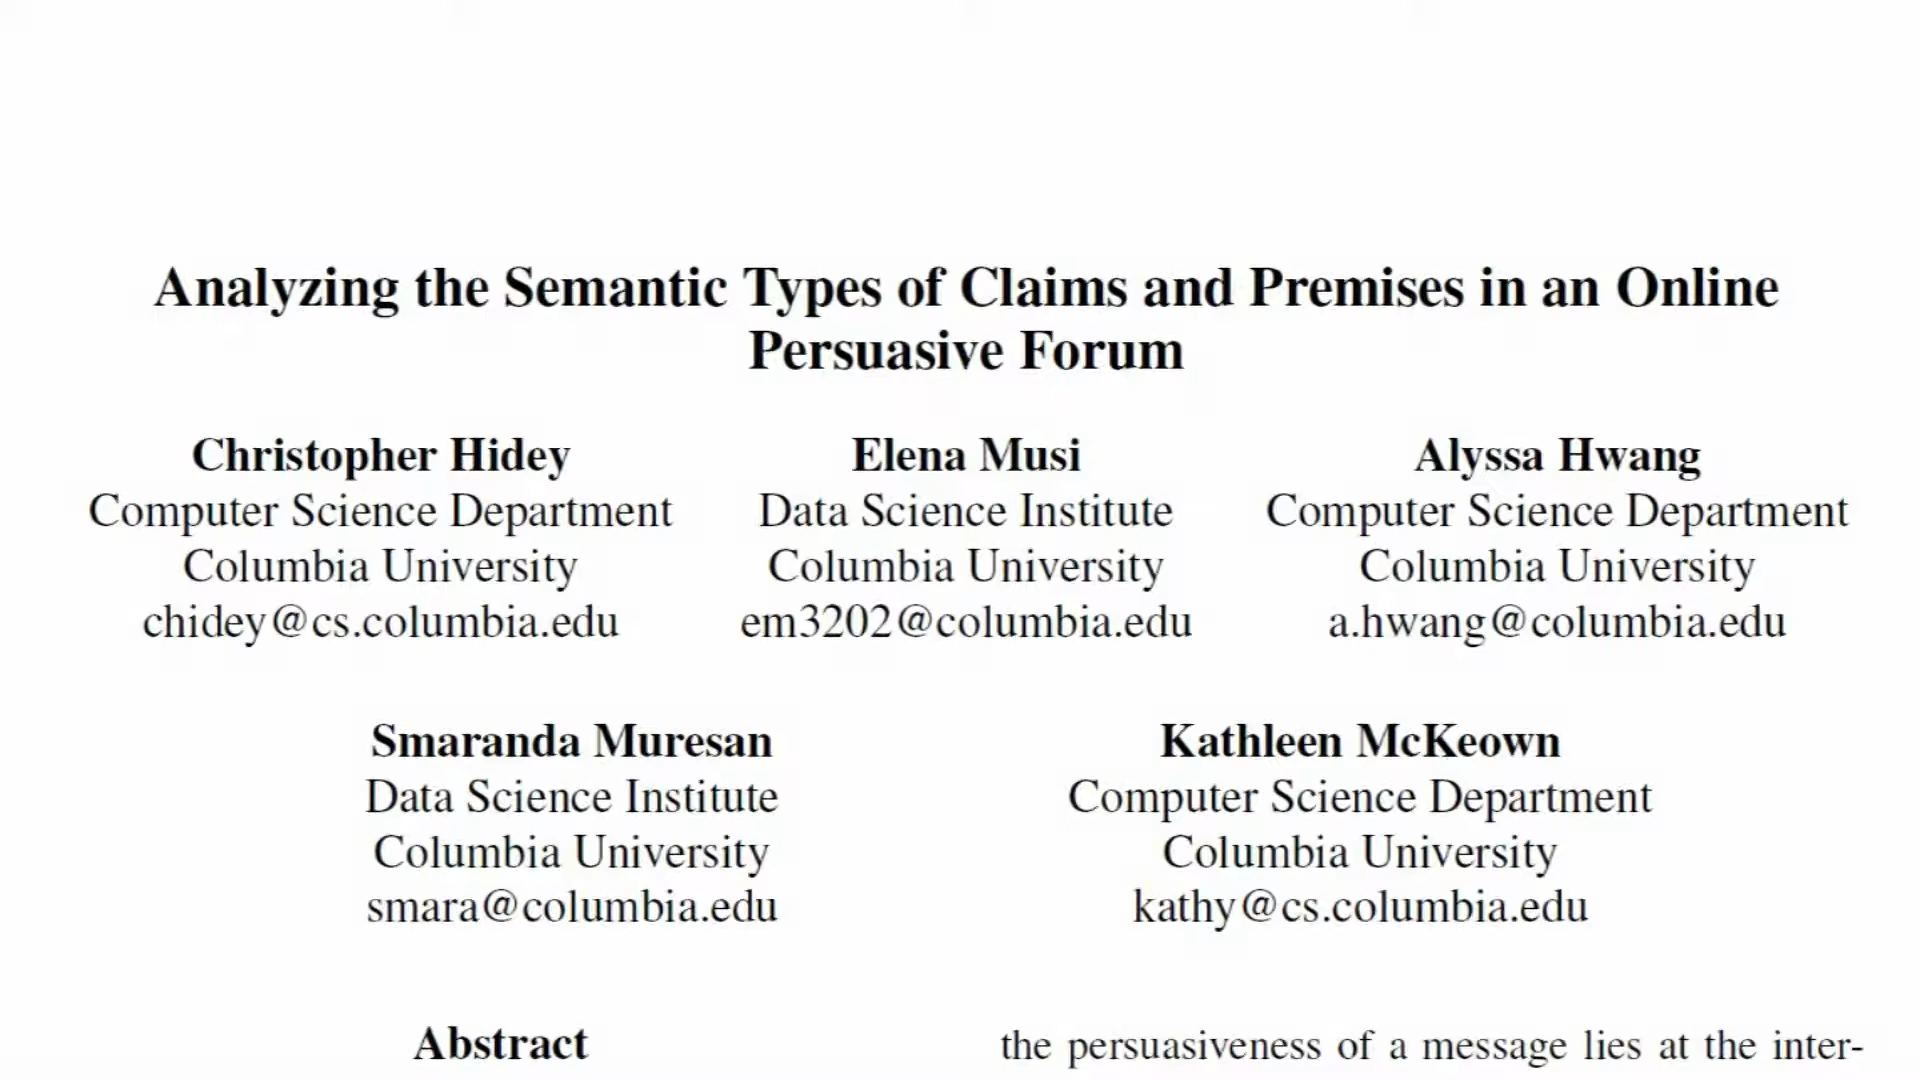 Analyzing the Semantic Types of Claims and Premises in an Online
Persuasive Forum
Christopher Hidey
Computer Science Department
Columbia University
chidey@cs.columbia.edu
Elena Musi
Data Science Institute
Columbia University
em3202@columbia.edu
Alyssa Hwang
Computer Science Department
Columbia University
a.hwang@columbia.edu
Smaranda Muresan
Data Science Institute
Columbia University
smara@columbia.edu
Kathleen McKeown
Computer Science Department
Columbia University
kathy@cs.columbia.edu
Abstract
the persuasiveness of a message lies at the inter-